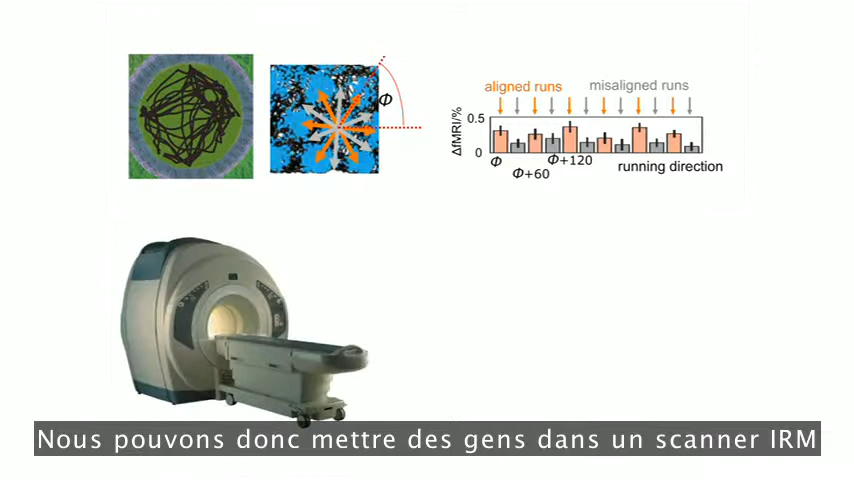 Φ
aligned runs misaligned runs
ΔfMRI/%
0.5
0
Φ
Φ+60
Φ+120
running direction
Nous pouvons donc mettre des gens dans un scanner IRM